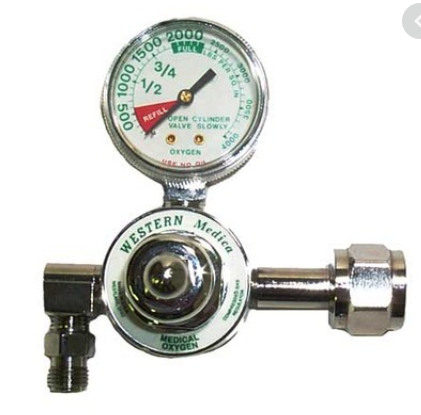 500 1000 1500 2000 2500 3000 3500 4000
FULL
LBS PER SQ IN
3/4
1/2
REFILL
OPEN CYLINDER
VALVE SLOWLY
OXYGEN
USE NO OIL
WESTERN Medica
MEDICAL
OXYGEN